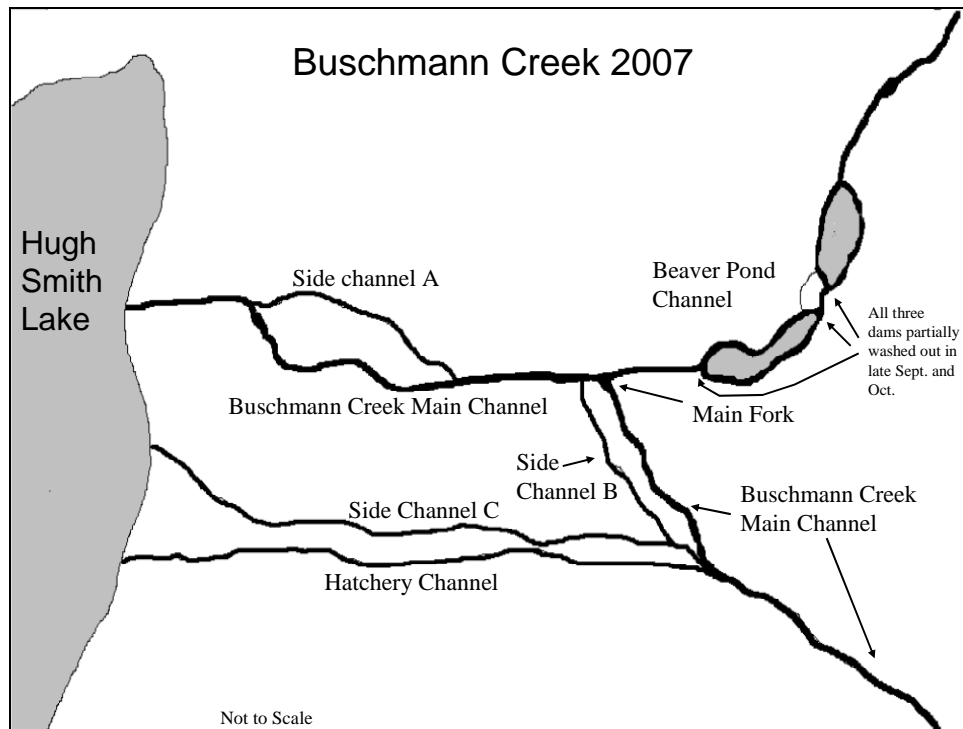 Buschmann Creek 2007
Hugh
Smith
Lake
Side channel A
Beaver Pond
Channel
All three
dams partially
washed out in
late Sept. and
Oct.
Buschmann Creek Main Channel
Main Fork
Side
Channel B
Buschmann Creek
Main Channel
Side Channel C
Hatchery Channel
Not to Scale